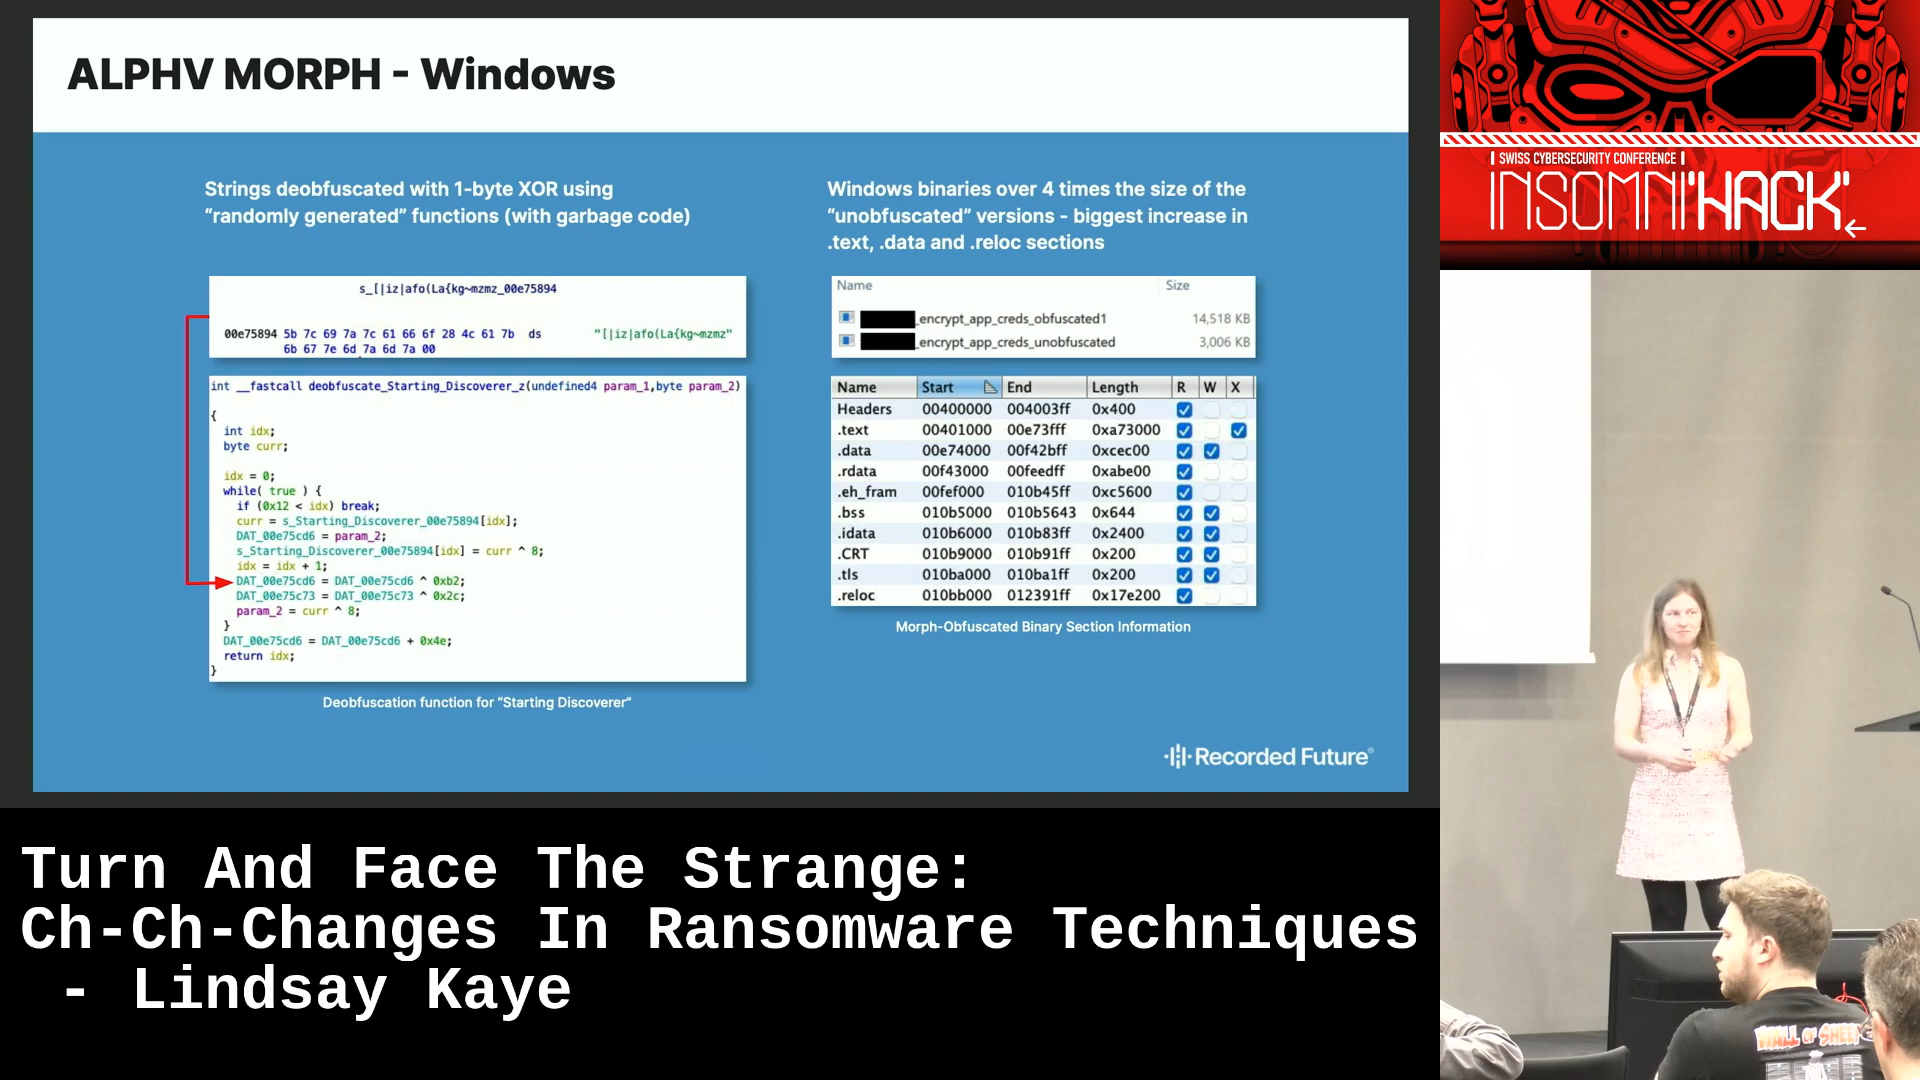 ALPHV MORPH - Windows
Strings deobfuscated with 1-byte XOR using
“randomly generated” functions (with garbage code)
s_[|iz|afo(La{kg~mzmz_00e75894
00e75894 5b 7c 69 7a 7c 61 66 6f 28 4c 61 7b ds "[|iz|afo(La{kg~mzmz"
6b 67 7e 6d 7a 6d 7a 00
int __fastcall deobfuscate_Starting_Discoverer_z(undefined4 param_1,byte param_2)
{
int idx;
byte curr;
idx = 0;
while( true ) {
if (0x12 < idx) break;
curr = s_Starting_Discoverer_00e75894[idx];
DAT_00e75cd6 = param_2;
s_Starting_Discoverer_00e75894[idx] = curr ^ 8;
idx = idx + 1;
DAT_00e75cd6 = DAT_00e75cd6 ^ 0xb2;
DAT_00e75c73 = DAT_00e75c73 ^ 0x2c;
param_2 = curr ^ 8;
}
DAT_00e75cd6 = DAT_00e75cd6 + 0x4e;
return idx;
}
Deobfuscation function for “Starting Discoverer”
Windows binaries over 4 times the size of the
“unobfuscated” versions - biggest increase in
.text, .data and .reloc sections
Name Size
_encrypt_app_creds_obfuscated1 14,518 KB
_encrypt_app_creds_unobfuscated 3,006 KB
Name Start End Length R W X
Headers 00400000 004003ff 0x400
.text 00401000 00e73fff 0xa73000
.data 00e74000 00f42bff 0xcec00
.rdata 00f43000 00feedff 0xabe00
.eh_fram 00fef000 010b45ff 0xc5600
.bss 010b5000 010b5643 0x644
.idata 010b6000 010b83ff 0x2400
.CRT 010b9000 010b91ff 0x200
.tls 010ba000 010ba1ff 0x200
.reloc 010bb000 012391ff 0x17e200
Morph-Obfuscated Binary Section Information
Recorded Future®
SWISS CYBERSECURITY CONFERENCE
INSOMNI'HACK'
WALL OF SHEEP
Turn And Face The Strange:
Ch-Ch-Changes In Ransomware Techniques
- Lindsay Kaye